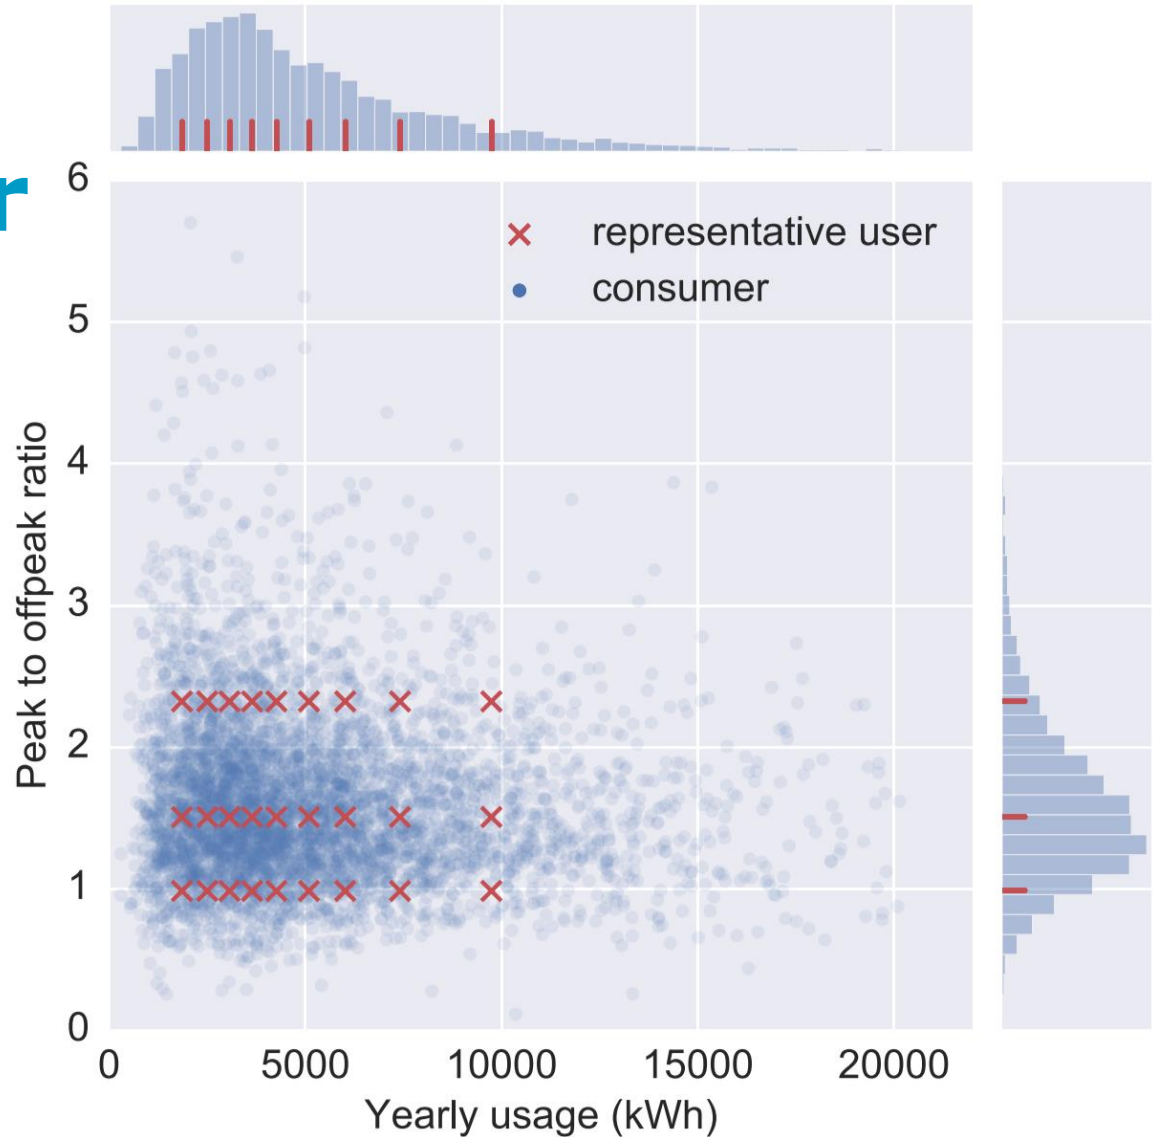 r
6
representative user
consumer
5
4
3
2
1
0
Peak to offpeak ratio
0 5000 10000 15000 20000
Yearly usage (kWh)